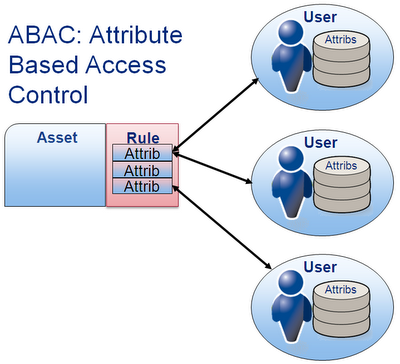 ABAC: Attribute
Based Access
Control
Asset
Rule
Attrib
Attrib
Attrib
User
Attribs
User
Attribs
User
Attribs